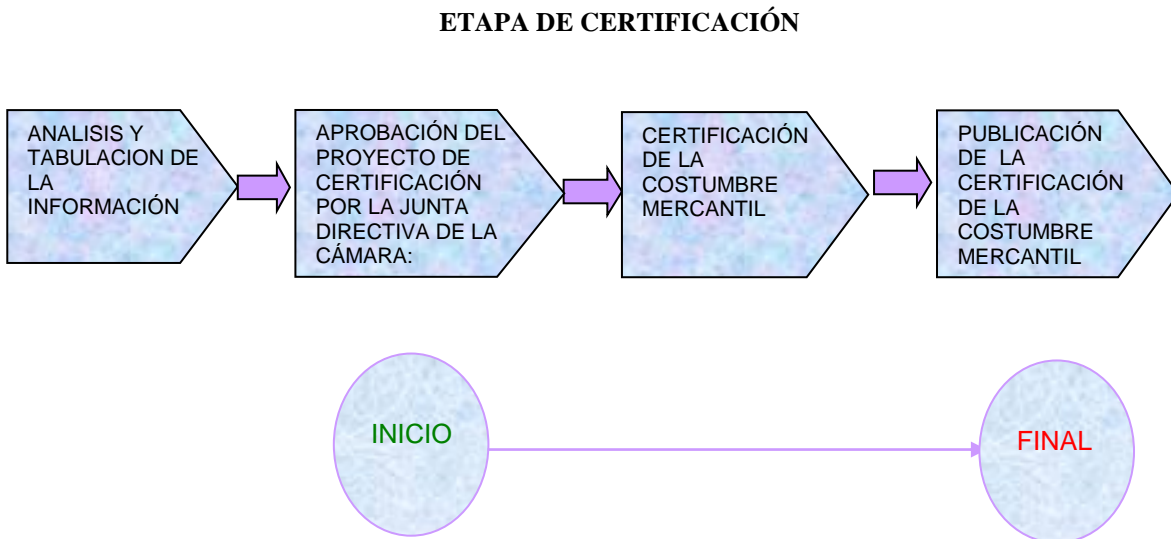 ETAPA DE CERTIFICACIÓN
ANALISIS Y
TABULACION DE
LA
INFORMACIÓN
APROBACIÓN DEL
PROYECTO DE
CERTIFICACIÓN
POR LA JUNTA
DIRECTIVA DE LA
CÁMARA:
CERTIFICACIÓN
DE LA
COSTUMBRE
MERCANTIL
PUBLICACIÓN
DE LA
CERTIFICACIÓN
DE LA
COSTUMBRE
MERCANTIL
INICIO
FINAL